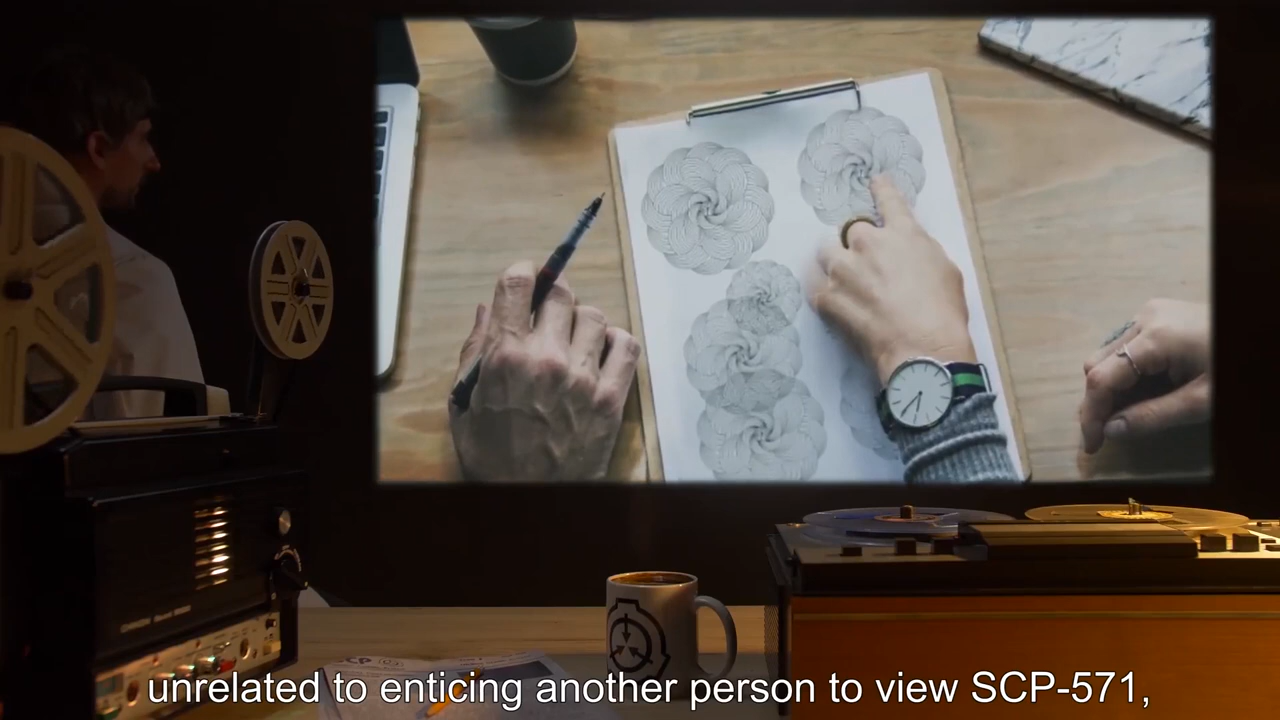 unrelated to enticing another person to view SCP-571,